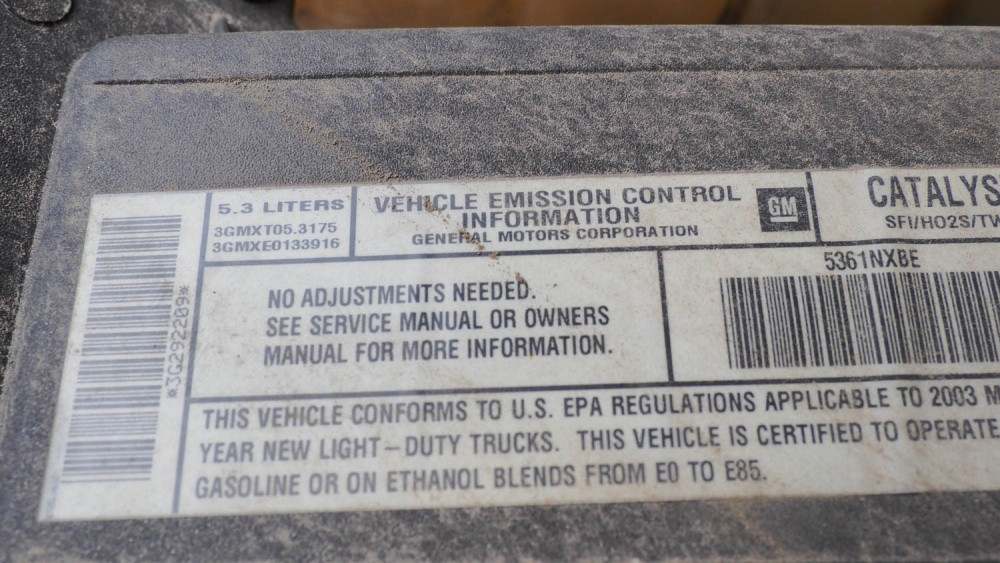 *3G292209*
5.3 LITERS
3GMXT05.3175
3GMXE0133916
VEHICLE EMISSION CONTROL
INFORMATION
GENERAL MOTORS CORPORATION
GM
CATALYS
SFI/HO2S/TW
NO ADJUSTMENTS NEEDED.
SEE SERVICE MANUAL OR OWNERS
MANUAL FOR MORE INFORMATION.
5361NXBE
THIS VEHICLE CONFORMS TO U.S. EPA REGULATIONS APPLICABLE TO 2003 M
YEAR NEW LIGHT-DUTY TRUCKS. THIS VEHICLE IS CERTIFIED TO OPERATE
GASOLINE OR ON ETHANOL BLENDS FROM E0 TO E85.